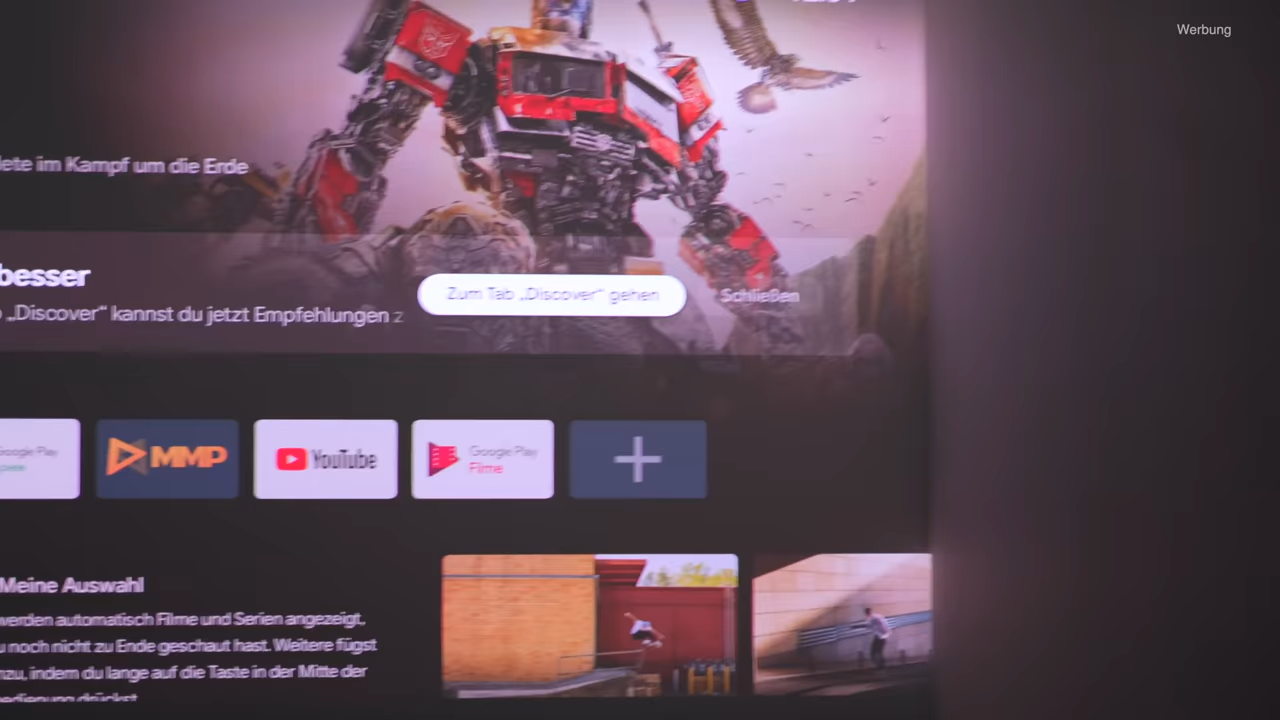 Werbung
lete im Kampf um die Erde
besser
„Discover“ kannst du jetzt Empfehlungen z
Zum Tab „Discover“ gehen
Schließen
Google Play
MMP
YouTube
Google Play
Filme
Meine Auswahl
werden automatisch Filme und Serien angezeigt,
u noch nicht zu Ende geschaut hast. Weitere fügst
nzu, indem du lange auf die Taste in der Mitte der
edienung drückst